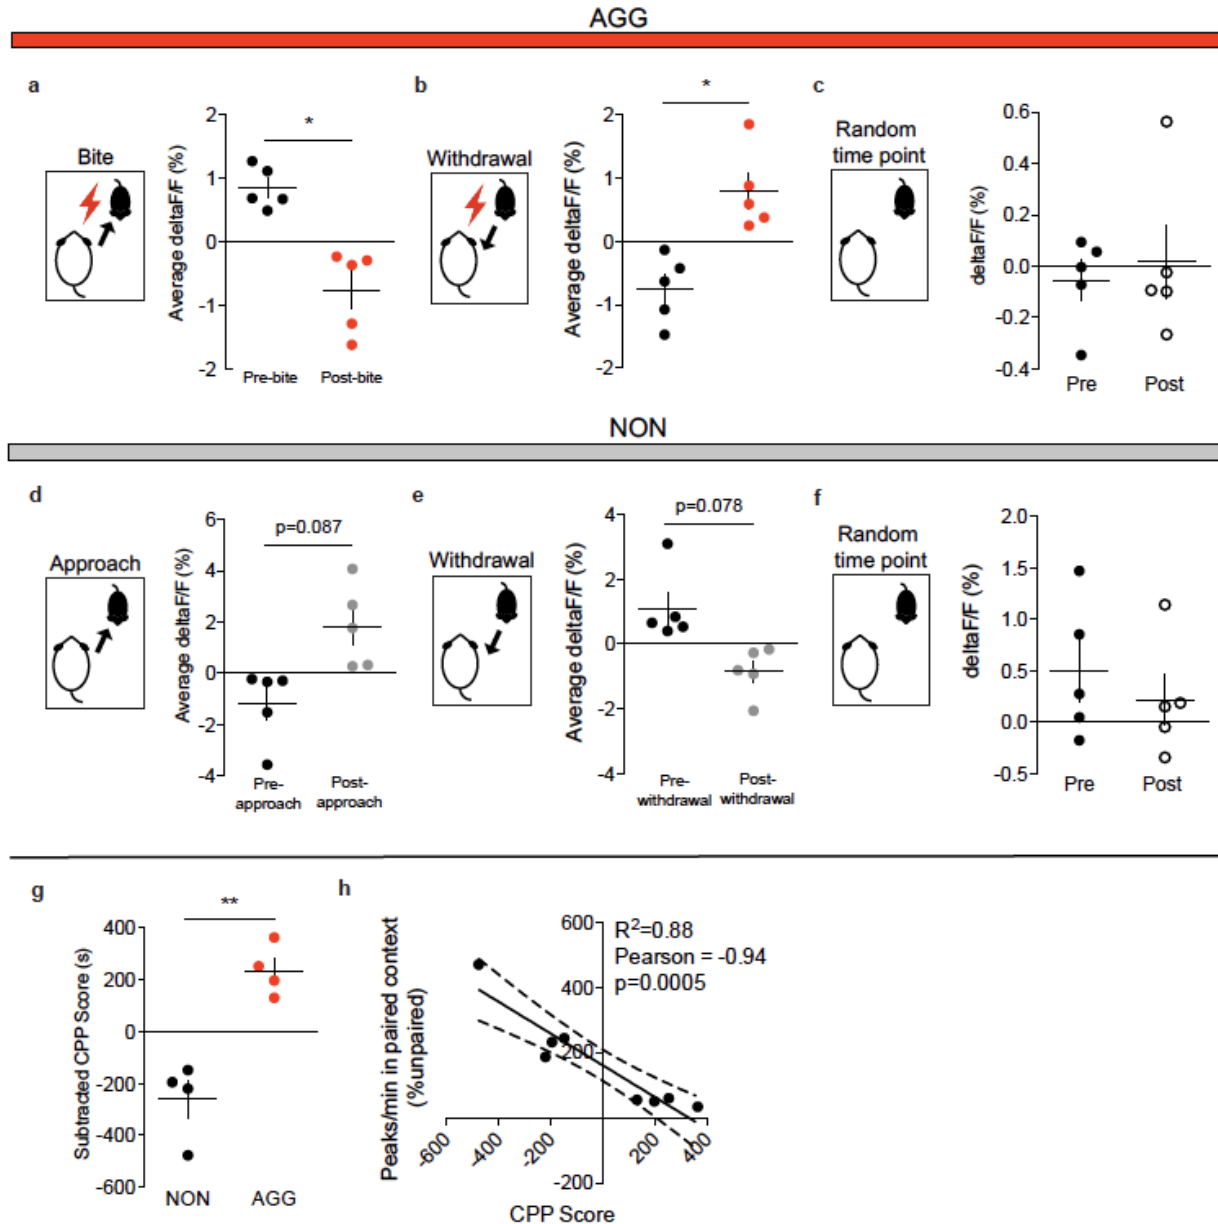 AGG
a
Bite
Average deltaF/F (%)
2
1
0
-1
-2
*
Pre-bite
Post-bite
b
Withdrawal
Average deltaF/F (%)
2
1
0
-1
-2
*
c
Random
time point
deltaF/F (%)
0.6
0.4
0.2
0.0
-0.2
-0.4
Pre
Post
NON
d
Approach
Average deltaF/F (%)
6
4
2
0
-2
-4
p=0.087
Pre-
approach
Post-
approach
e
Withdrawal
Average deltaF/F (%)
4
2
0
-2
-4
p=0.078
Pre-
withdrawal
Post-
withdrawal
f
Random
time point
deltaF/F (%)
2.0
1.5
1.0
0.5
0.0
-0.5
Pre
Post
g
Subtracted CPP Score (s)
400
200
0
-200
-400
-600
**
NON
AGG
h
Peaks/min in paired context
(%unpaired)
600
400
200
-200
R²=0.88
Pearson = -0.94
p=0.0005
-600
-400
-200
200
400
CPP Score